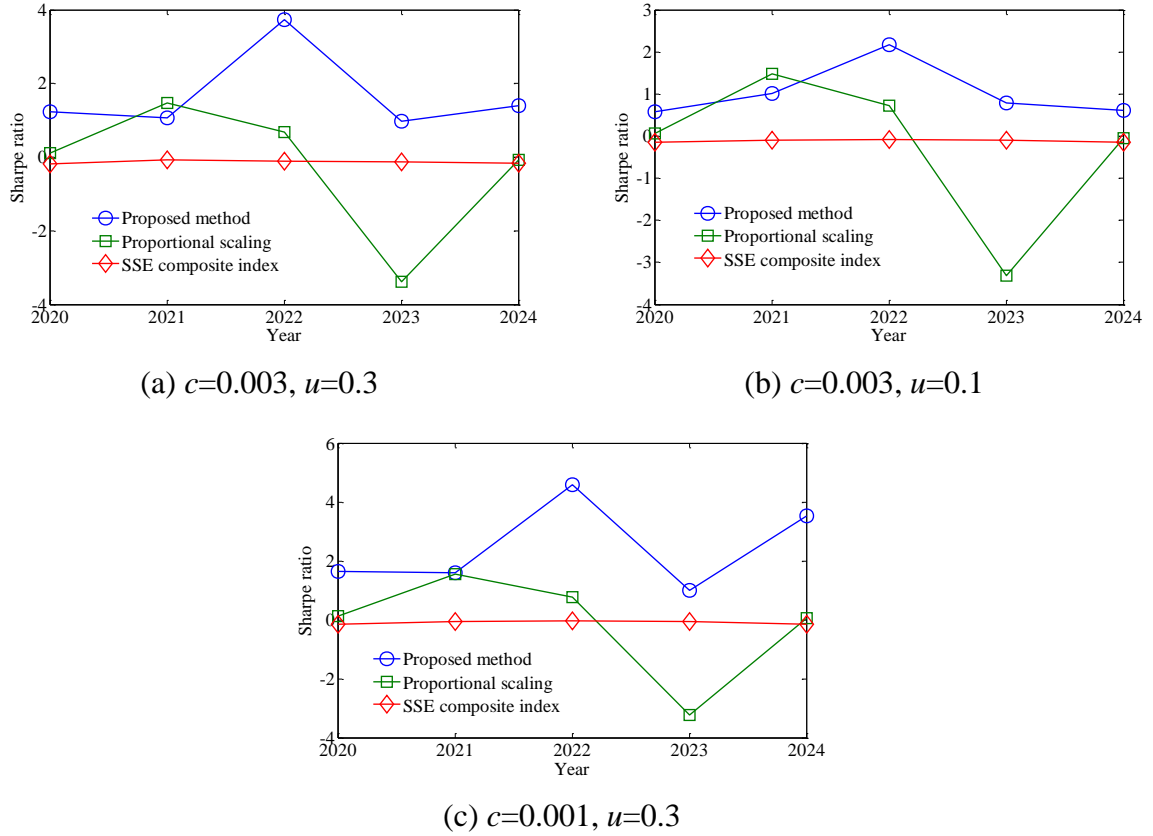 4
2
0
-2
-4
Sharpe ratio
Proposed method
Proportional scaling
SSE composite index
2020 2021 2022 2023 2024
Year
(a) c=0.003, u=0.3
3
2
1
0
-1
-2
-3
-4
Sharpe ratio
Proposed method
Proportional scaling
SSE composite index
2020 2021 2022 2023 2024
Year
(b) c=0.003, u=0.1
6
4
2
0
-2
-4
Sharpe ratio
Proposed method
Proportional scaling
SSE composite index
2020 2021 2022 2023 2024
Year
(c) c=0.001, u=0.3